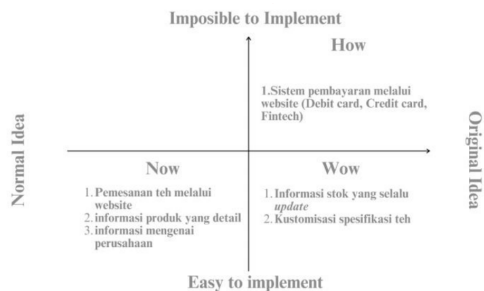 Imposible to Implement
How
1.Sistem pembayaran melalui
website (Debit card, Credit card,
Fintech)
Normal Idea
Original Idea
Now
1. Pemesanan teh melalui
website
2. informasi produk yang detail
3. informasi mengenai
perusahaan
Wow
1. Informasi stok yang selalu
update
2. Kustomisasi spesifikasi teh
Easy to implement